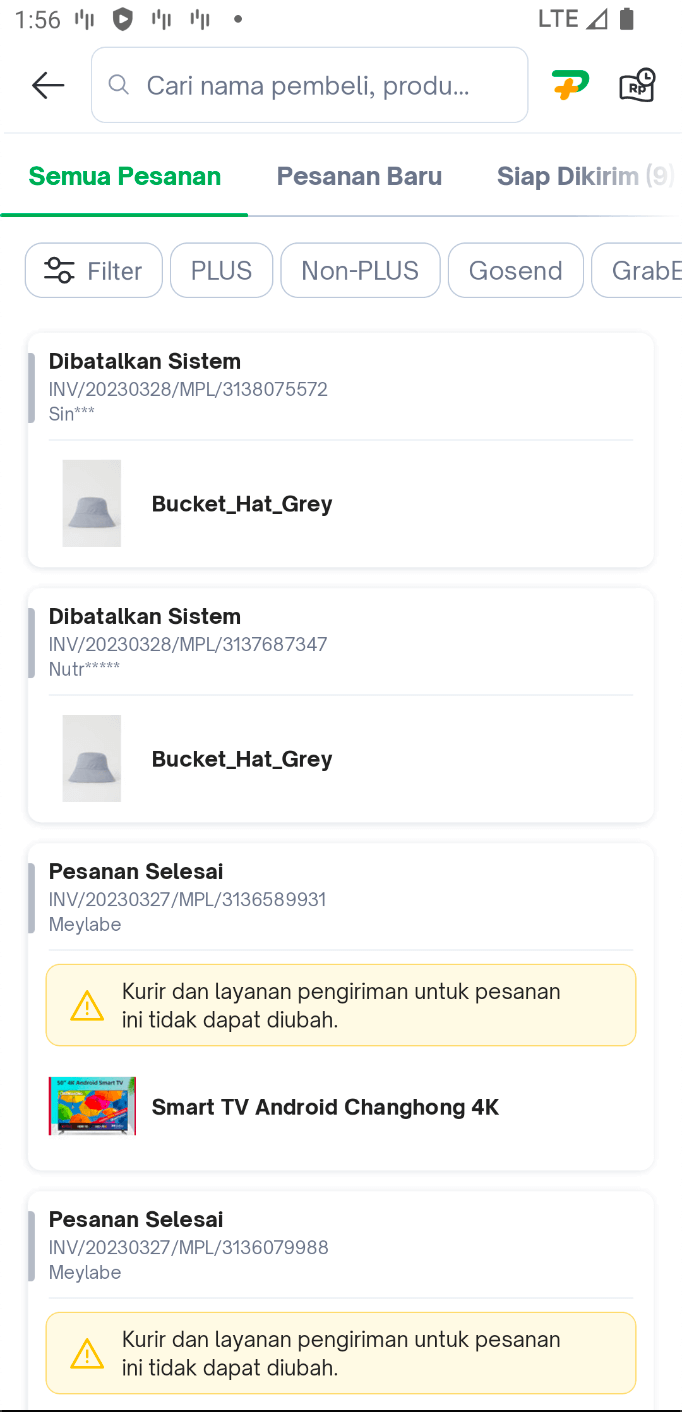 1:56
LTE
Cari nama pembeli, produ...
RP
Semua Pesanan
Pesanan Baru
Siap Dikirim (9)
Filter
PLUS
Non-PLUS
Gosend
GrabE
Dibatalkan Sistem
INV/20230328/MPL/3138075572
Sin***
Bucket_Hat_Grey
Dibatalkan Sistem
INV/20230328/MPL/3137687347
Nutr*****
Bucket_Hat_Grey
Pesanan Selesai
INV/20230327/MPL/3136589931
Meylabe
Kurir dan layanan pengiriman untuk pesanan
ini tidak dapat diubah.
Smart TV Android Changhong 4K
Pesanan Selesai
INV/20230327/MPL/3136079988
Meylabe
Kurir dan layanan pengiriman untuk pesanan
ini tidak dapat diubah.